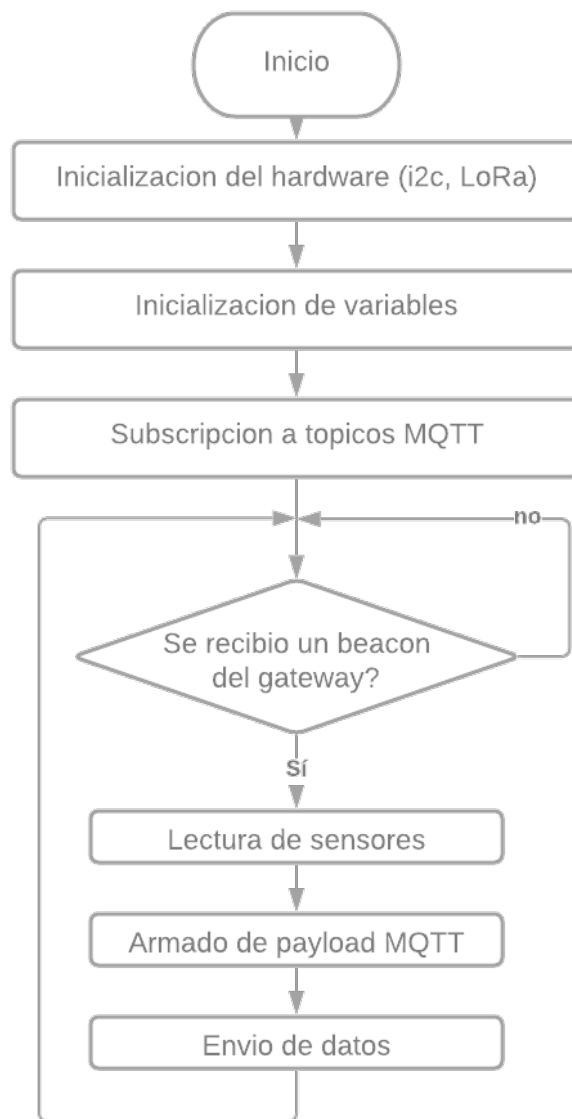 Inicio
Inicializacion del hardware (i2c, LoRa)
Inicializacion de variables
Subscripcion a topicos MQTT
no
Se recibio un beacon
del gateway?
Sí
Lectura de sensores
Armado de payload MQTT
Envio de datos